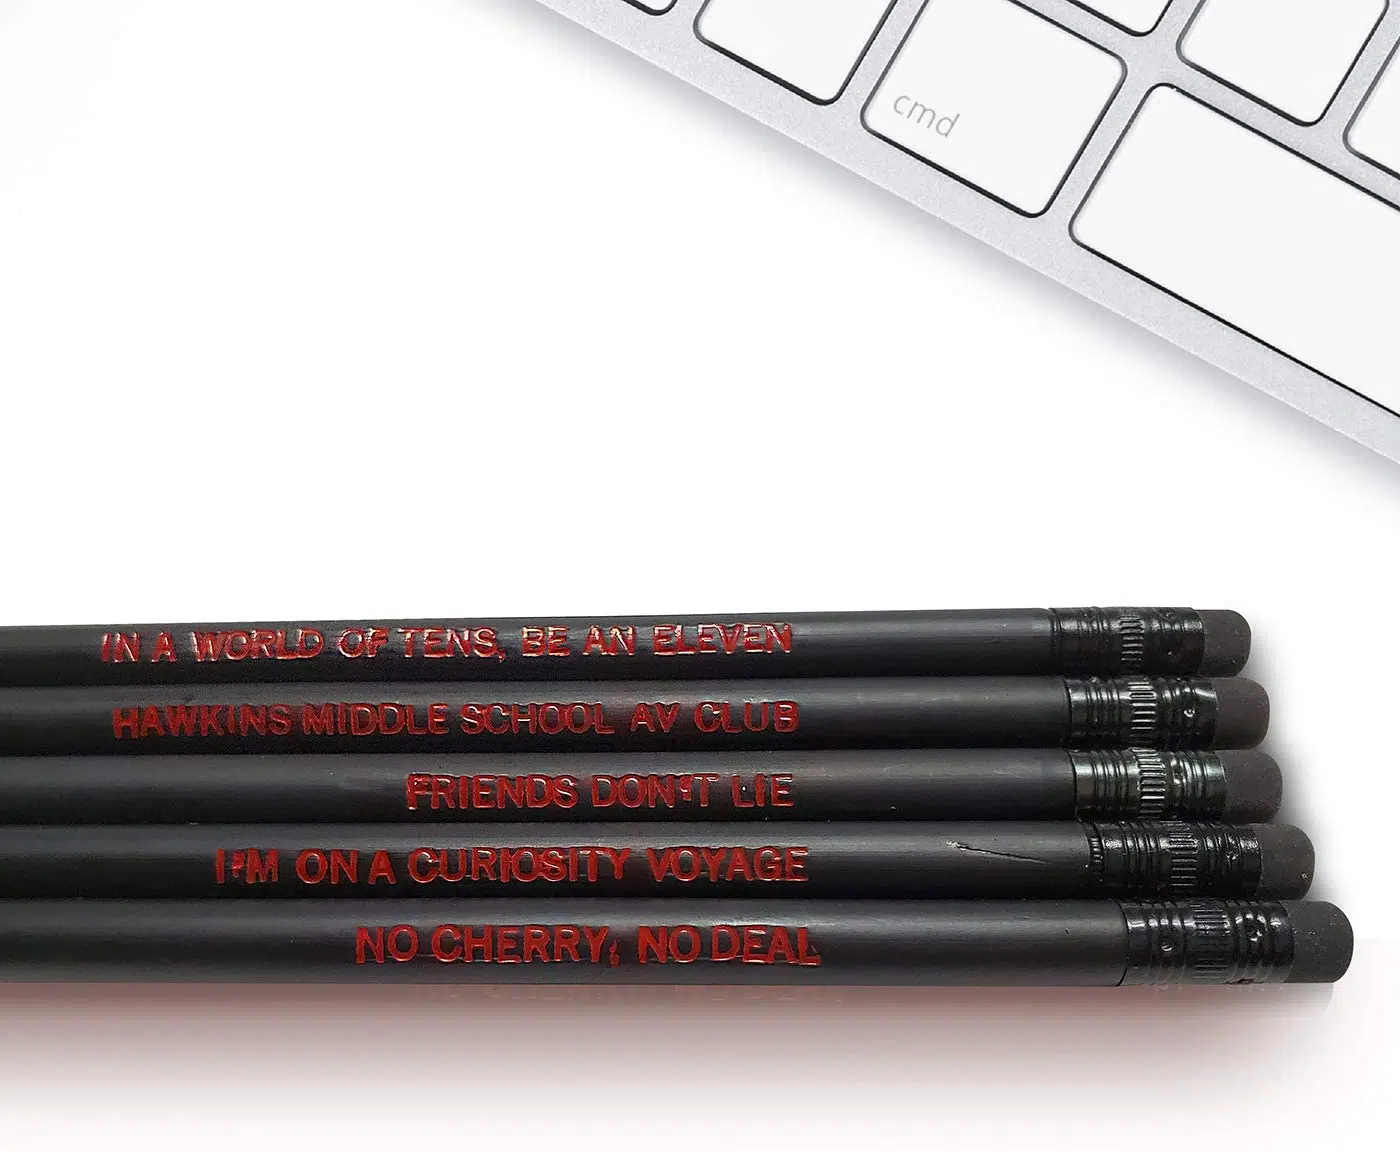 cmd
IN A WORLD OF TENS, BE AN ELEVEN
HAWKINS MIDDLE SCHOOL AV CLUB
FRIENDS DON'T LIE
I'M ON A CURIOSITY VOYAGE
NO CHERRY, NO DEAL